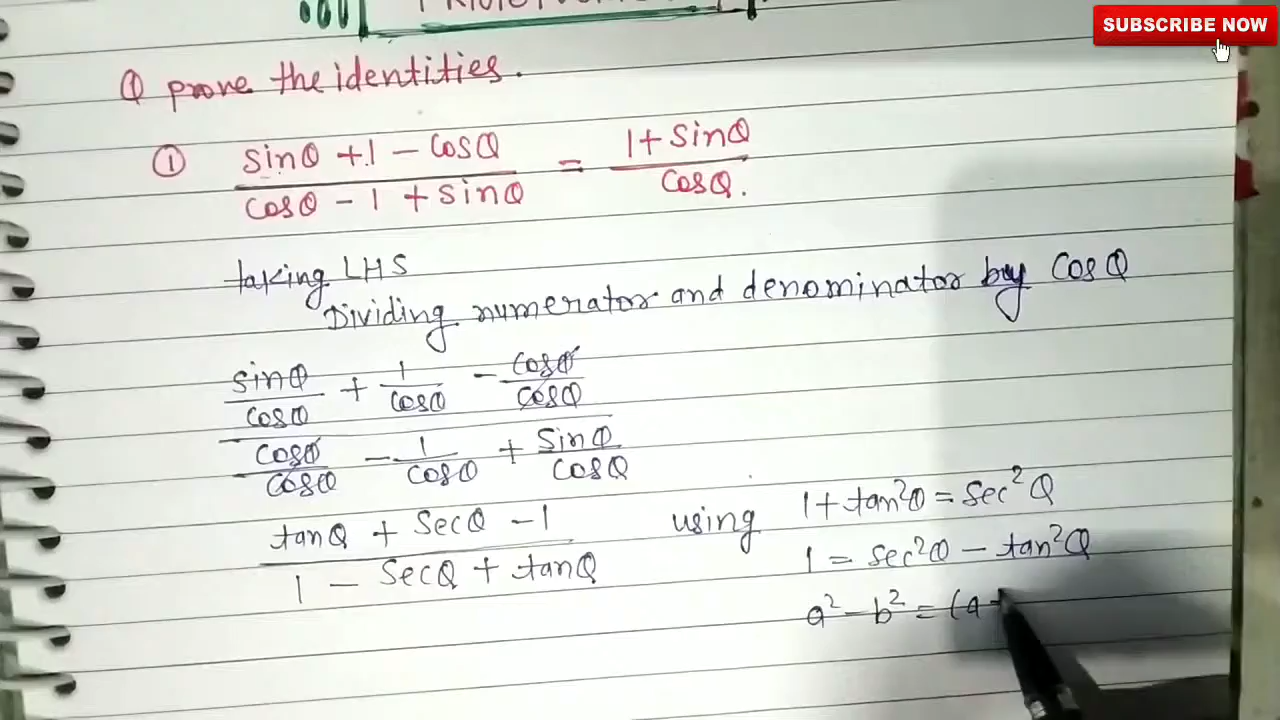 SUBSCRIBE NOW
Q prove the identities.
① (sinθ + 1 - cosθ)/(cosθ - 1 + sinθ) = (1 + sinθ)/cosθ.
taking LHS
Dividing numerator and denominator by cosθ
sinθ/cosθ + 1/cosθ - cosθ/cosθ
cosθ/cosθ - 1/cosθ + sinθ/cosθ
tanθ + secθ - 1
1 - secθ + tanθ
using 1 + tan²θ = sec²θ
1 = sec²θ - tan²θ
a² - b² = (a